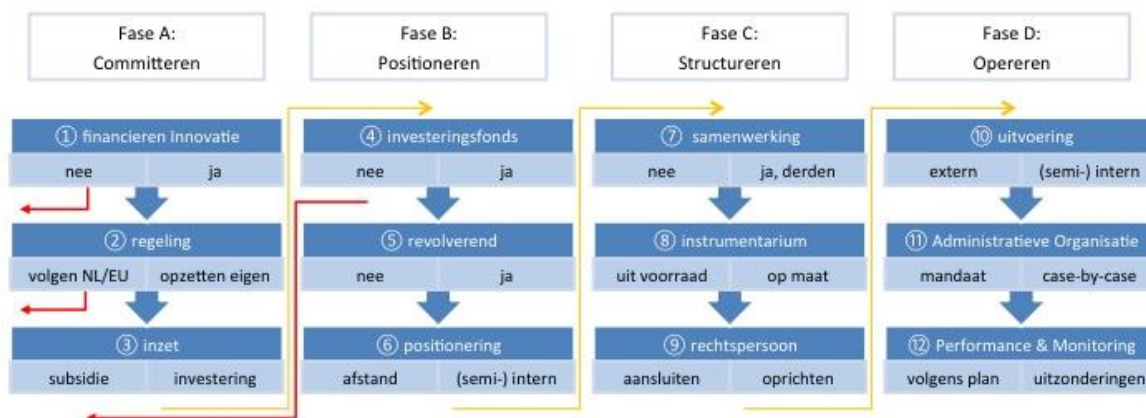 Fase A:
Committeren
Fase B:
Positioneren
Fase C:
Structureren
Fase D:
Opereren
① financieren Innovatie
nee ja
② regeling
volgen NL/EU opzetten eigen
③ inzet
subsidie investering
④ investeringsfonds
nee ja
⑤ revolverend
nee ja
⑥ positionering
afstand (semi-) intern
⑦ samenwerking
nee ja, derden
⑧ instrumentarium
uit voorraad op maat
⑨ rechtspersoon
aansluiten oprichten
⑩ uitvoering
extern (semi-) intern
⑪ Administratieve Organisatie
mandaat case-by-case
⑫ Performance & Monitoring
volgens plan uitzonderingen